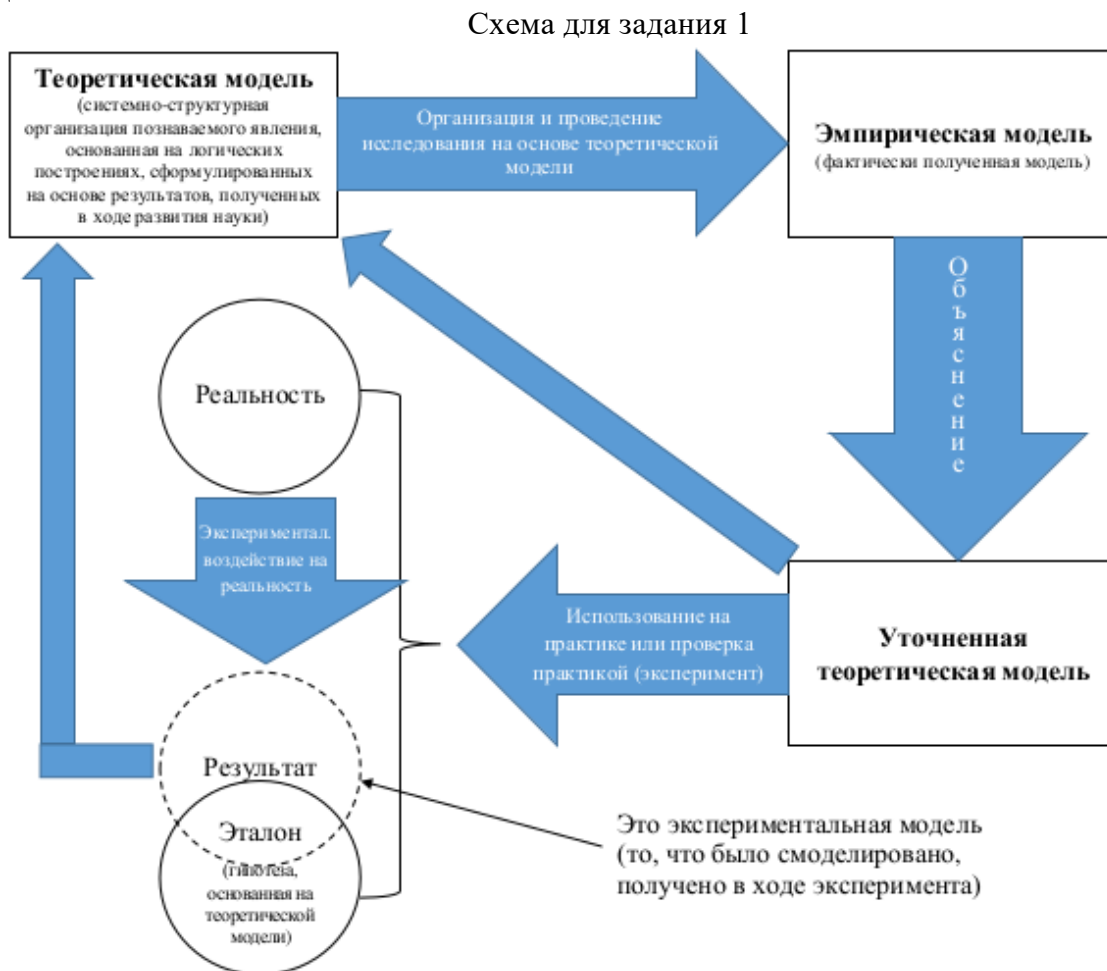 Схема для задания 1
Теоретическая модель
(системно-структурная
организация познаваемого явления,
основанная на логических
построениях, сформулированных
на основе результатов, полученных
в ходе развития науки)
Организация и проведение
исследования на основе теоретической
модели
Эмпирическая модель
(фактически полученная модель)
Объяснение
Реальность
Экспериментал.
воздействие на
реальность
Использование на
практике или проверка
практикой (эксперимент)
Уточненная
теоретическая модель
Результат
Эталон
(гипотеза,
основанная на
теоретической
модели)
Это экспериментальная модель
(то, что было смоделировано,
получено в ходе эксперимента)